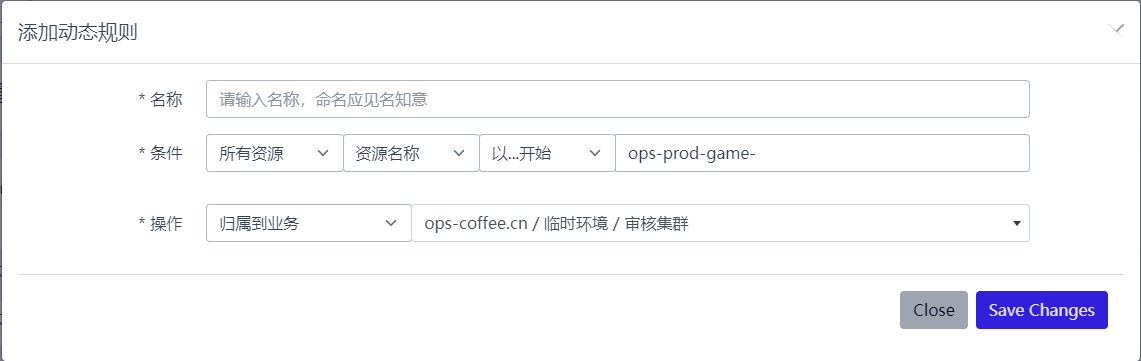 添加动态规则
* 名称 请输入名称，命名应见名知意
* 条件 所有资源 资源名称 以...开始 ops-prod-game-
* 操作 归属到业务 ops-coffee.cn / 临时环境 / 审核集群
Close Save Changes